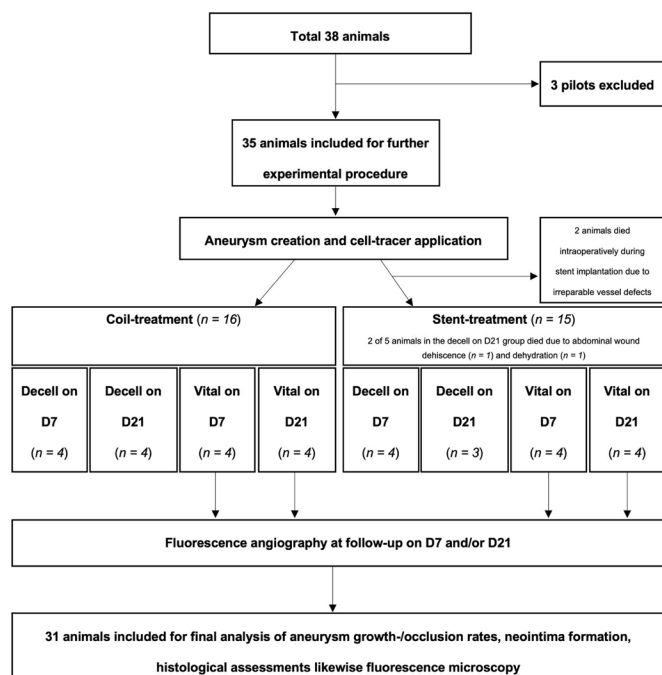 Total 38 animals
3 pilots excluded
35 animals included for further
experimental procedure
Aneurysm creation and cell-tracer application
2 animals died
intraoperatively during
stent implantation due to
irreparable vessel defects
Coil-treatment (n = 16)
Stent-treatment (n = 15)
2 of 5 animals in the decell on D21 group died due to abdominal wound
dehiscence (n = 1) and dehydration (n = 1)
Decell on
D7
(n = 4)
Decell on
D21
(n = 4)
Vital on
D7
(n = 4)
Vital on
D21
(n = 4)
Decell on
D7
(n = 4)
Decell on
D21
(n = 3)
Vital on
D7
(n = 4)
Vital on
D21
(n = 4)
Fluorescence angiography at follow-up on D7 and/or D21
31 animals included for final analysis of aneurysm growth-/occlusion rates, neointima formation,
histological assessments likewise fluorescence microscopy